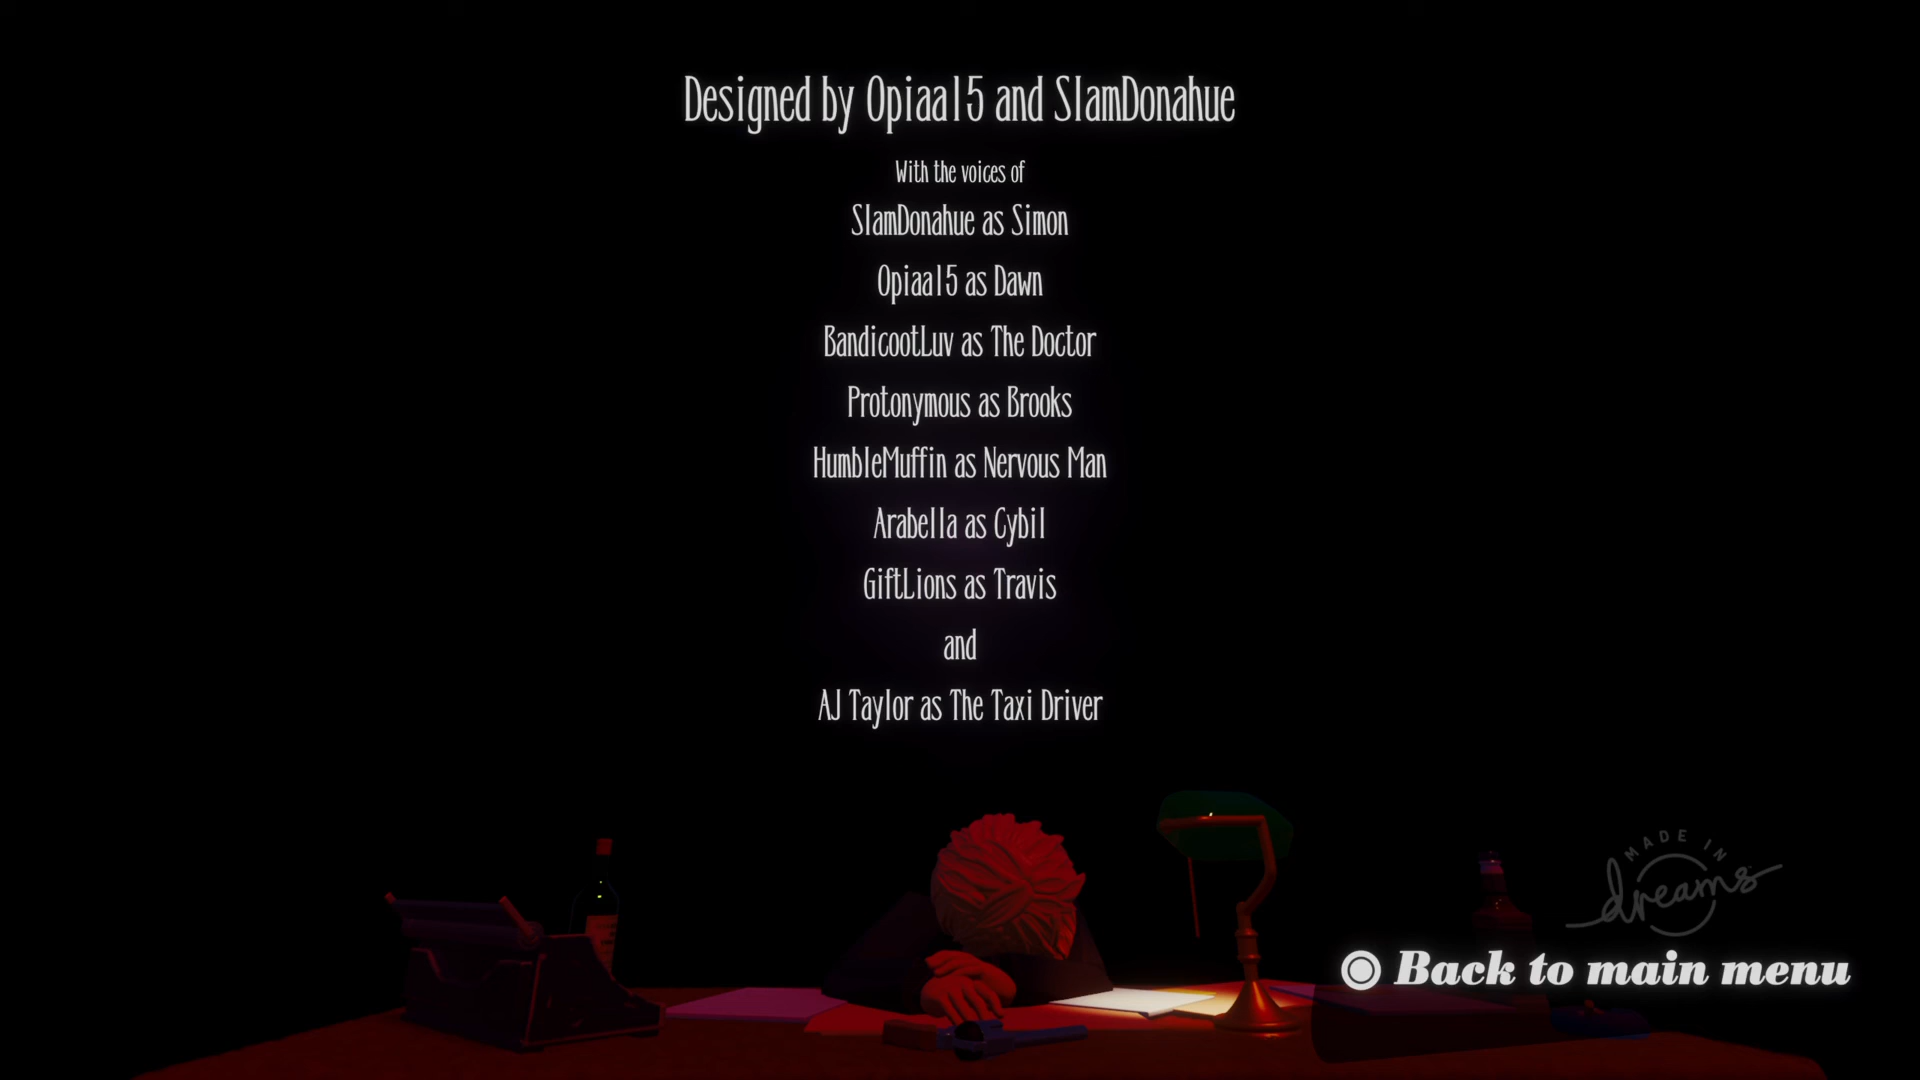 Designed by Opiaa15 and SlamDonahue
With the voices of
SlamDonahue as Simon
Opiaa15 as Dawn
BandicootLuv as The Doctor
Protonymous as Brooks
HumbleMuffin as Nervous Man
Arabella as Cybil
GiftLions as Travis
and
AJ Taylor as The Taxi Driver
MADE IN
dreams
Back to main menu